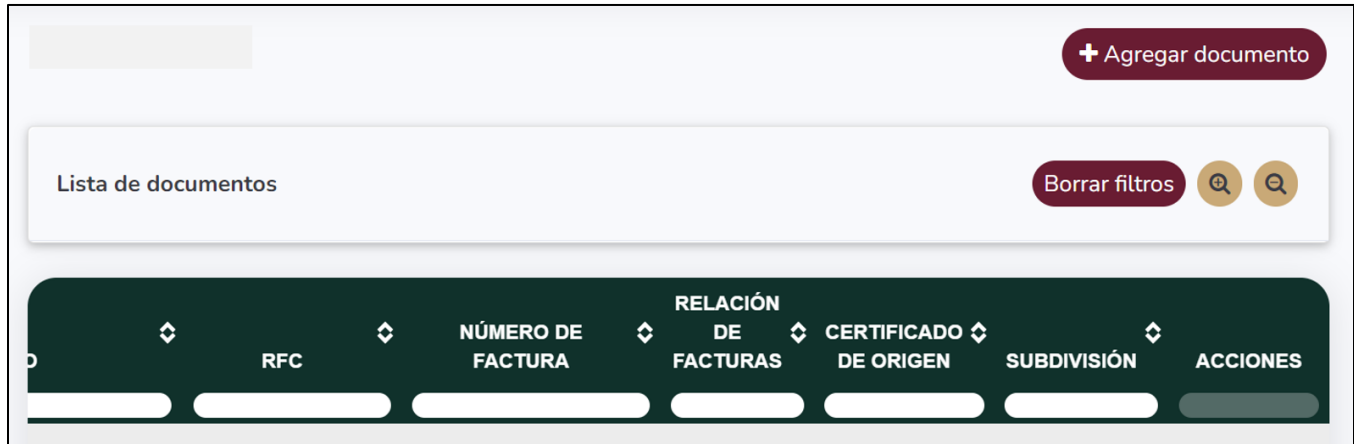 Agregar documento
Lista de documentos
Borrar filtros
RFC
NÚMERO DE
FACTURA
RELACIÓN
DE
FACTURAS
CERTIFICADO
DE ORIGEN
SUBDIVISIÓN
ACCIONES